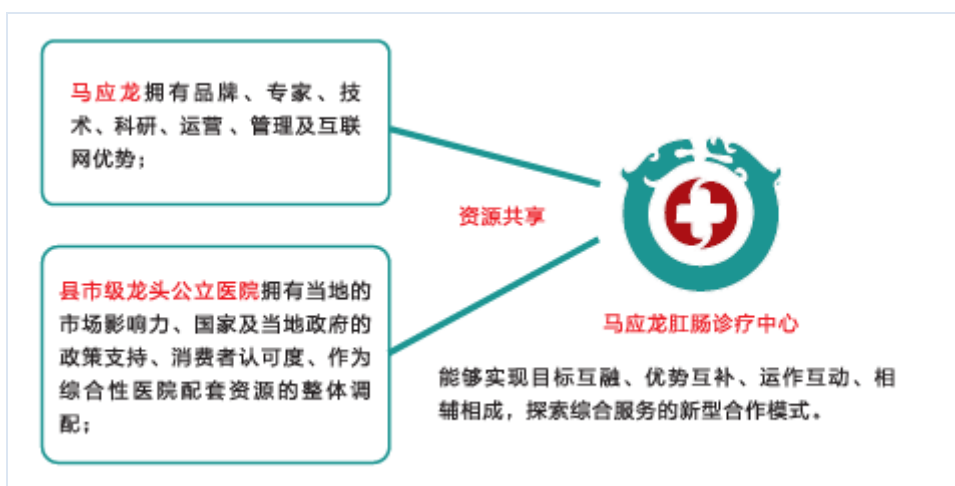 马应龙拥有品牌、专家、技
术、科研、运营、管理及互联
网优势；
县市级龙头公立医院拥有当地的
市场影响力、国家及当地政府的
政策支持、消费者认可度、作为
综合性医院配套资源的整体调
配；
资源共享
马应龙肛肠诊疗中心
能够实现目标互融、优势互补、运作互动、相
辅相成，探索综合服务的新型合作模式。